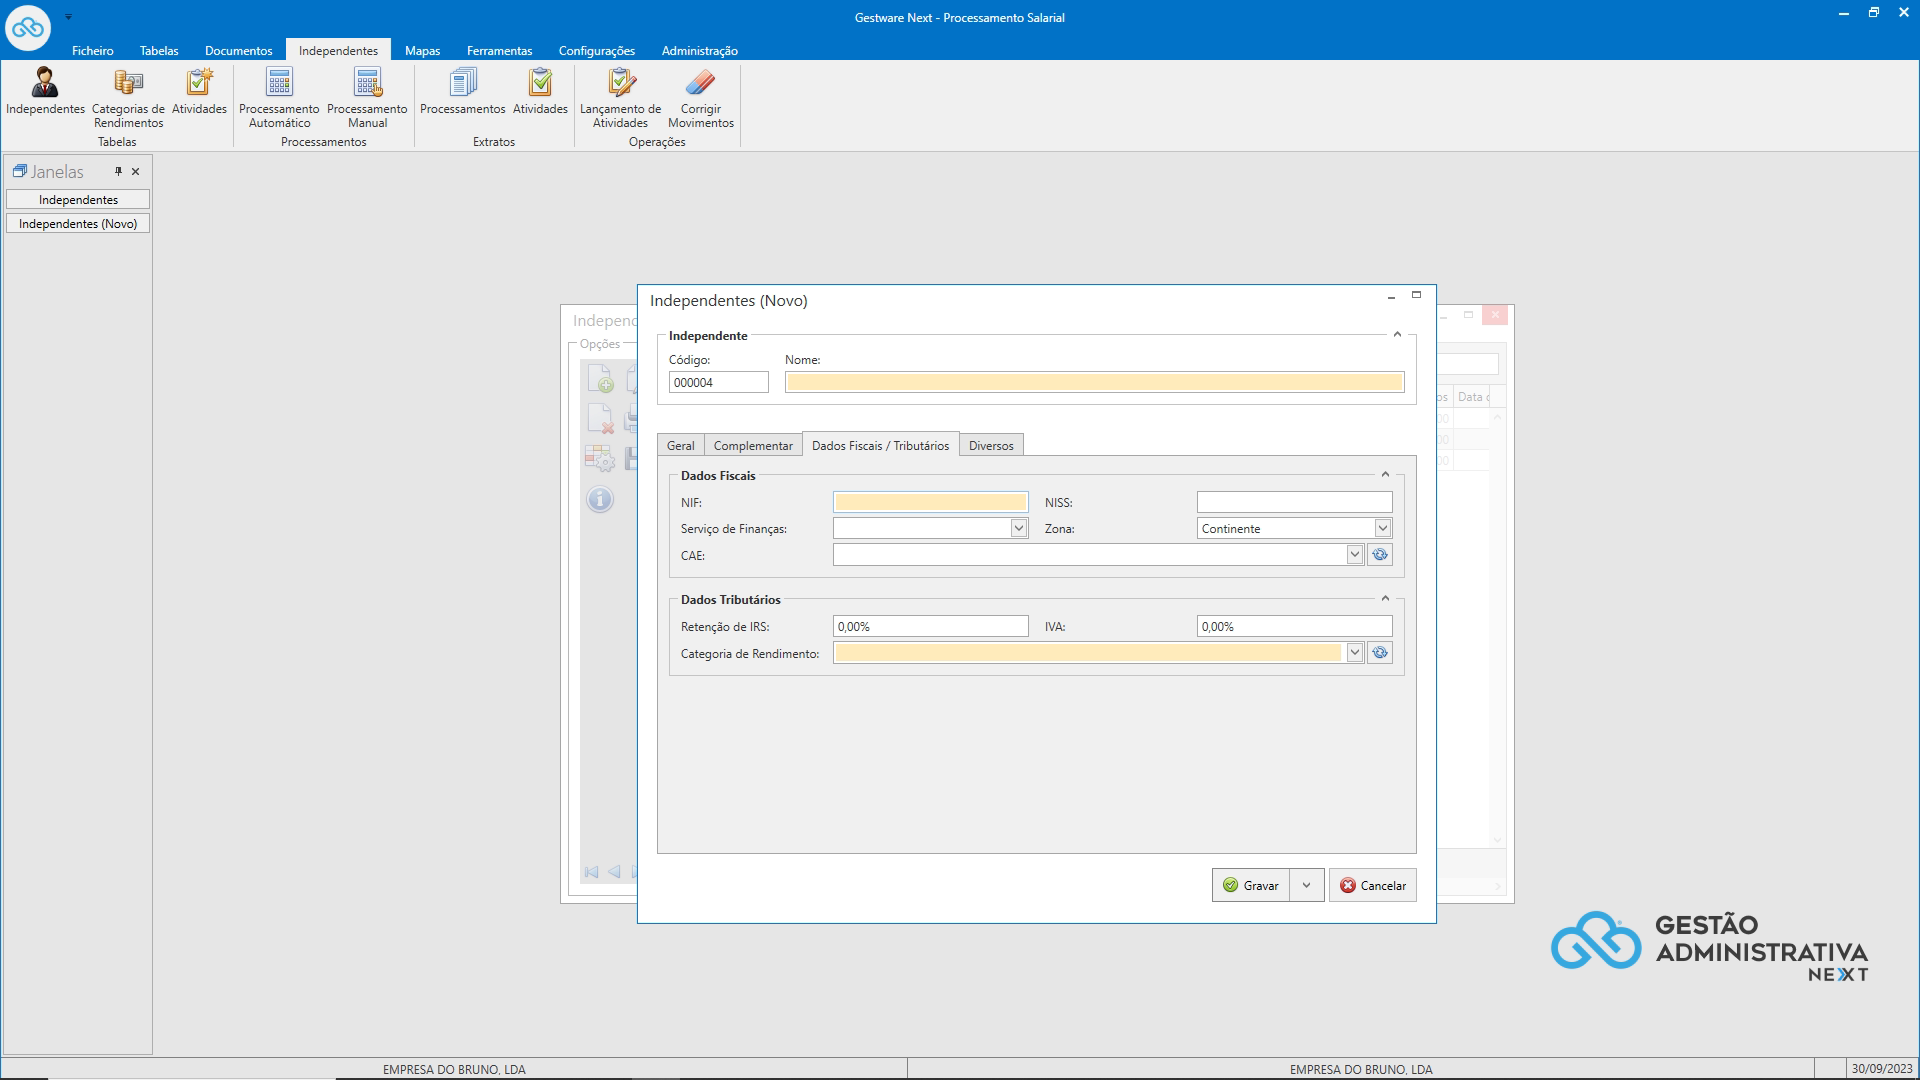 Gestware Next - Processamento Salarial
Ficheiro Tabelas Documentos Independentes Mapas Ferramentas Configurações Administração
Independentes Categorias de Rendimentos Atividades Processamento Automático Processamento Manual Processamentos Atividades Lançamento de Atividades Corrigir Movimentos
Tabelas Processamentos Extratos Operações
Janelas
Independentes
Independentes (Novo)
Independentes (Novo)
Opções
Independente
Código: Nome:
000004
Data
Geral Complementar Dados Fiscais / Tributários Diversos
Dados Fiscais
NIF: NISS:
Serviço de Finanças: Zona: Continente
CAE:
Dados Tributários
Retenção de IRS: 0,00% IVA: 0,00%
Categoria de Rendimento:
Gravar Cancelar
GESTÃO
ADMINISTRATIVA
NEXT
EMPRESA DO BRUNO, LDA EMPRESA DO BRUNO, LDA 30/09/2023